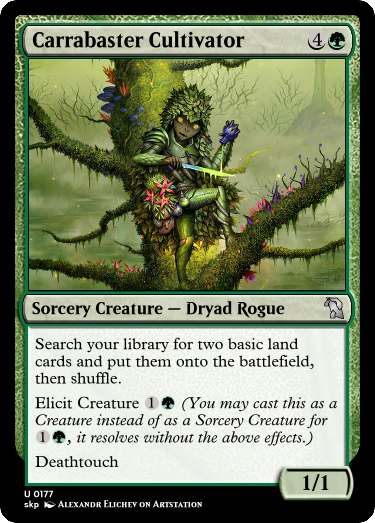 Carrabaster Cultivator 4
Sorcery Creature — Dryad Rogue
Search your library for two basic land
cards and put them onto the battlefield,
then shuffle.
Elicit Creature 1 (You may cast this as a
Creature instead of as a Sorcery Creature for
1, it resolves without the above effects.)
Deathtouch
1/1
U 0177
skp Alexandr Elichev on Artstation